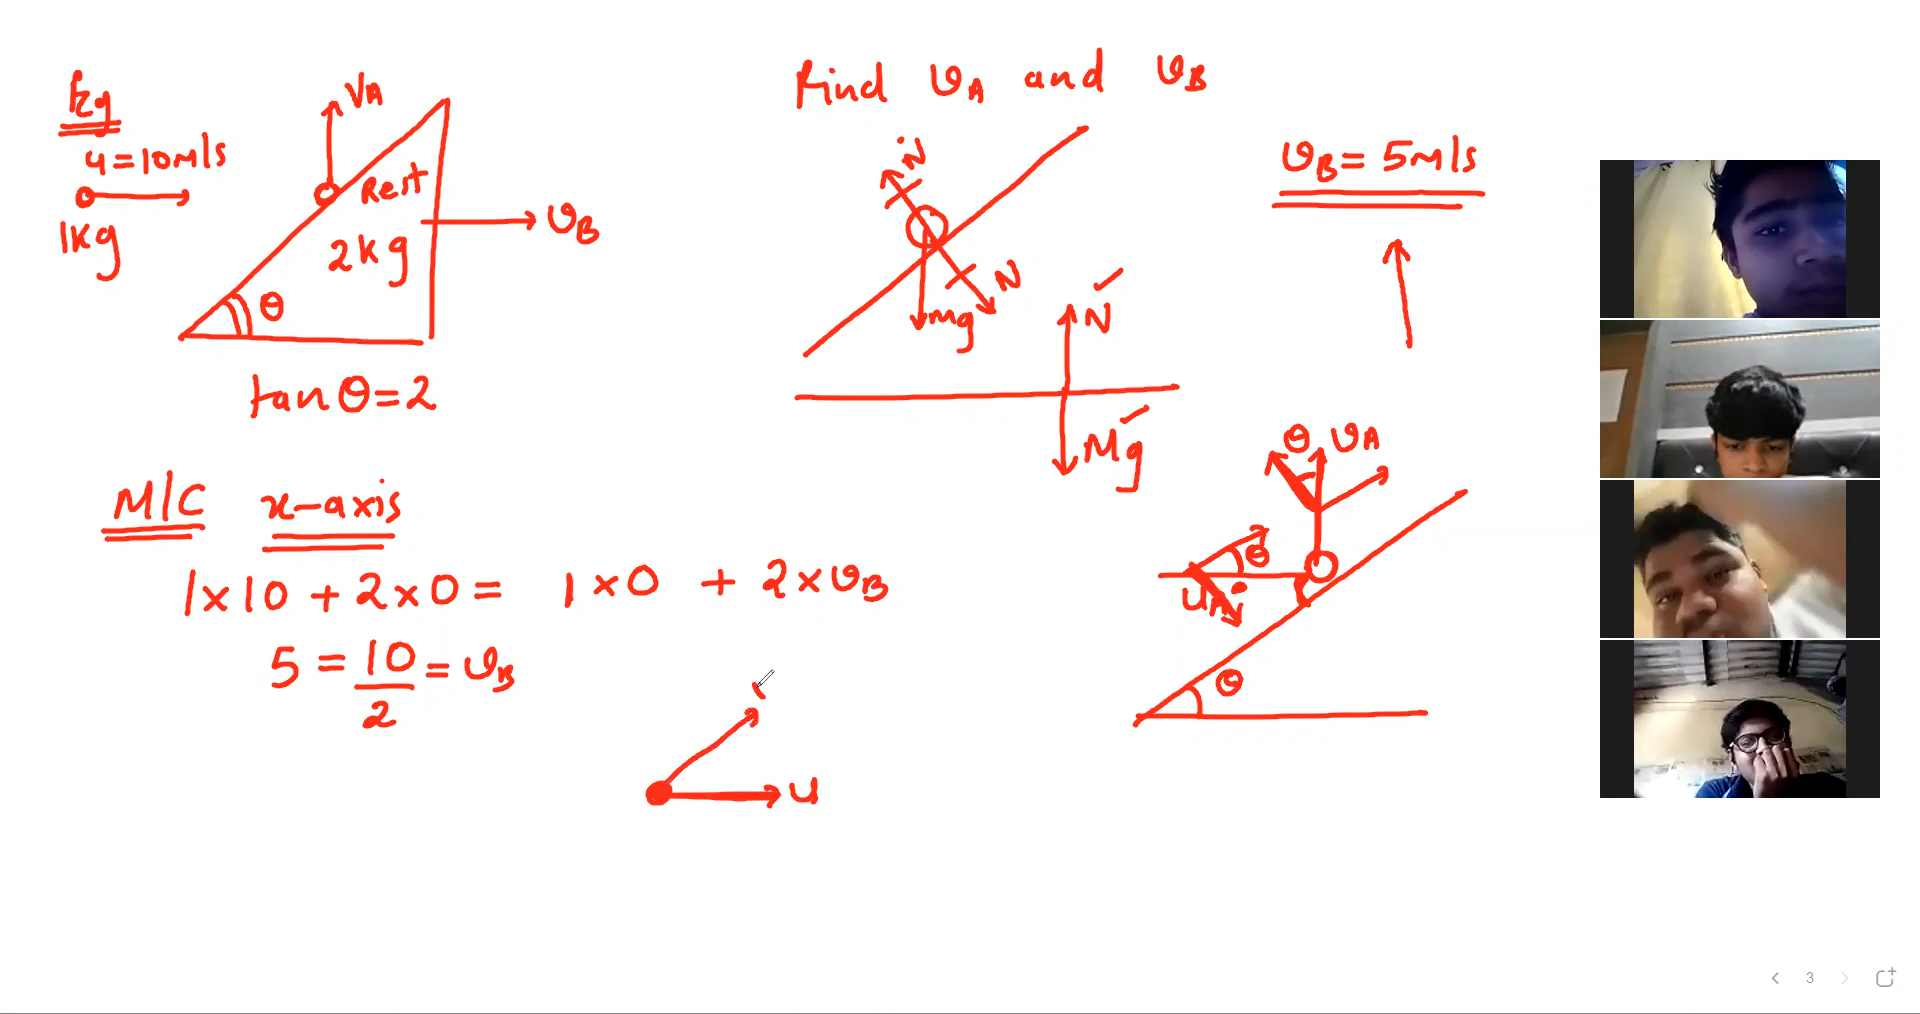 Eg
u=10m/s
1kg
VA
Rest
2kg
vB
θ
tanθ=2
find vA and vB
N
N
mg
N
Mg
vB = 5m/s
M/C x-axis
1×10 + 2×0 = 1×0 + 2×vB
5 = 10/2 = vB
u
θ vA
θ
θ
3